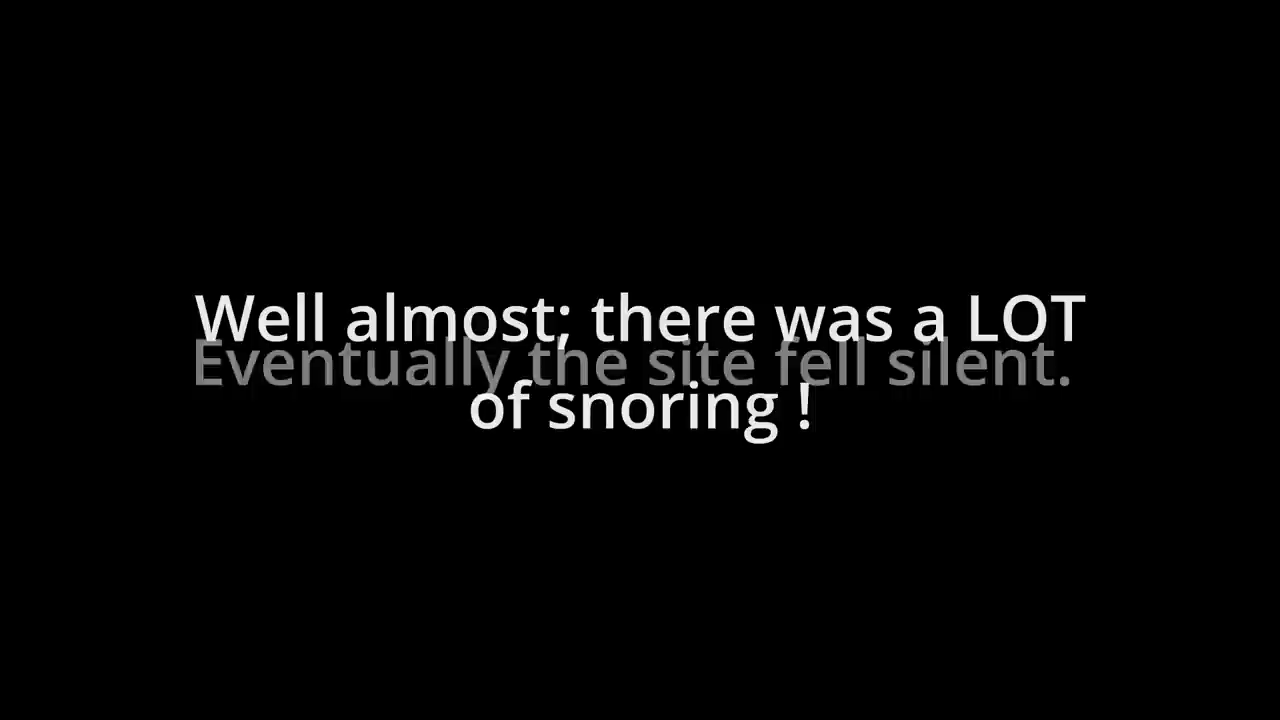 Well almost; there was a LOT
Eventually the site fell silent.
of snoring !